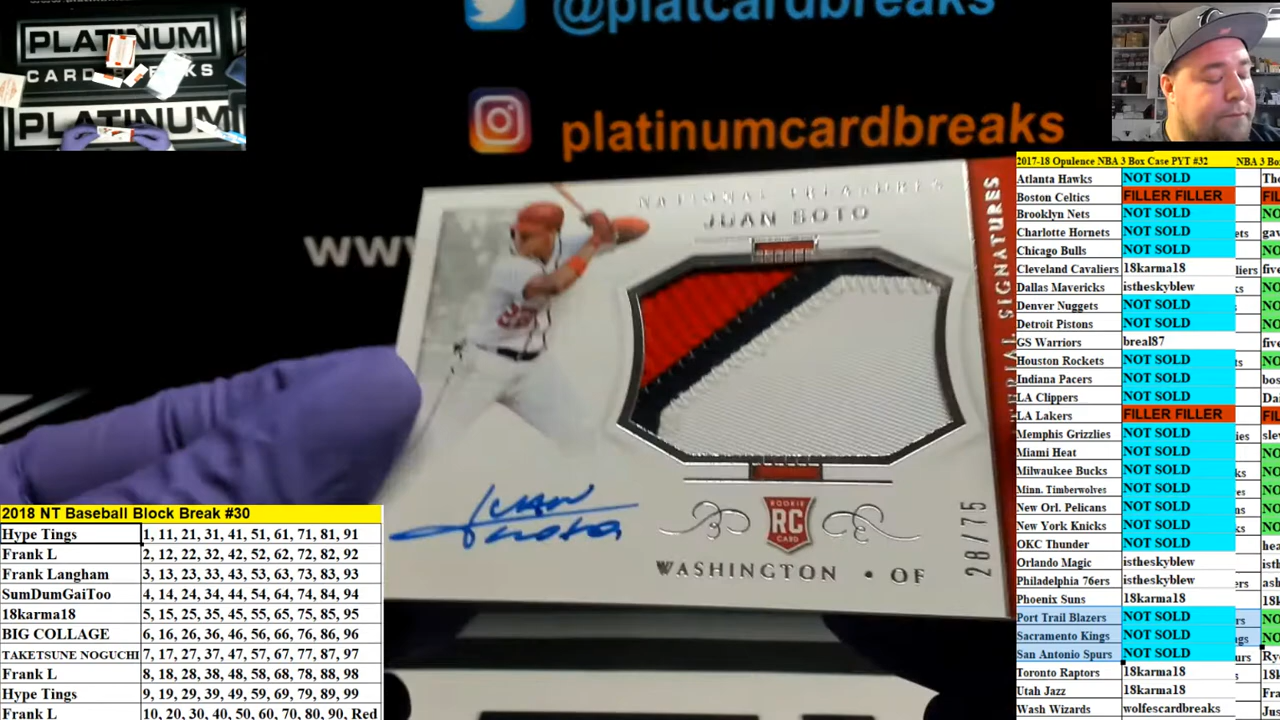 PLATINUM
CARD BREAKS
PLATINUM
@platcardbreaks
platinumcardbreaks
www
NATIONAL TREASURES
JUAN SOTO
SIGNATURES
Juan Soto
ROOKIE
RC
CARD
WASHINGTON • OF
28/75
2017-18 Opulence NBA 3 Box Case PYT #32
Atlanta Hawks NOT SOLD
Boston Celtics FILLER FILLER
Brooklyn Nets NOT SOLD
Charlotte Hornets NOT SOLD
Chicago Bulls NOT SOLD
Cleveland Cavaliers 18karma18
Dallas Mavericks istheskyblew
Denver Nuggets NOT SOLD
Detroit Pistons NOT SOLD
GS Warriors breal87
Houston Rockets NOT SOLD
Indiana Pacers NOT SOLD
LA Clippers NOT SOLD
LA Lakers FILLER FILLER
Memphis Grizzlies NOT SOLD
Miami Heat NOT SOLD
Milwaukee Bucks NOT SOLD
Minn. Timberwolves NOT SOLD
New Orl. Pelicans NOT SOLD
New York Knicks NOT SOLD
OKC Thunder NOT SOLD
Orlando Magic istheskyblew
Philadelphia 76ers istheskyblew
Phoenix Suns 18karma18
Port Trail Blazers NOT SOLD
Sacramento Kings NOT SOLD
San Antonio Spurs NOT SOLD
Toronto Raptors 18karma18
Utah Jazz 18karma18
Wash Wizards wolfescardbreaks
2018 NT Baseball Block Break #30
Hype Tings 1, 11, 21, 31, 41, 51, 61, 71, 81, 91
Frank L 2, 12, 22, 32, 42, 52, 62, 72, 82, 92
Frank Langham 3, 13, 23, 33, 43, 53, 63, 73, 83, 93
SumDumGaiToo 4, 14, 24, 34, 44, 54, 64, 74, 84, 94
18karma18 5, 15, 25, 35, 45, 55, 65, 75, 85, 95
BIG COLLAGE 6, 16, 26, 36, 46, 56, 66, 76, 86, 96
TAKETSUNE NOGUCHI 7, 17, 27, 37, 47, 57, 67, 77, 87, 97
Frank L 8, 18, 28, 38, 48, 58, 68, 78, 88, 98
Hype Tings 9, 19, 29, 39, 49, 59, 69, 79, 89, 99
Frank L 10, 20, 30, 40, 50, 60, 70, 80, 90, Red